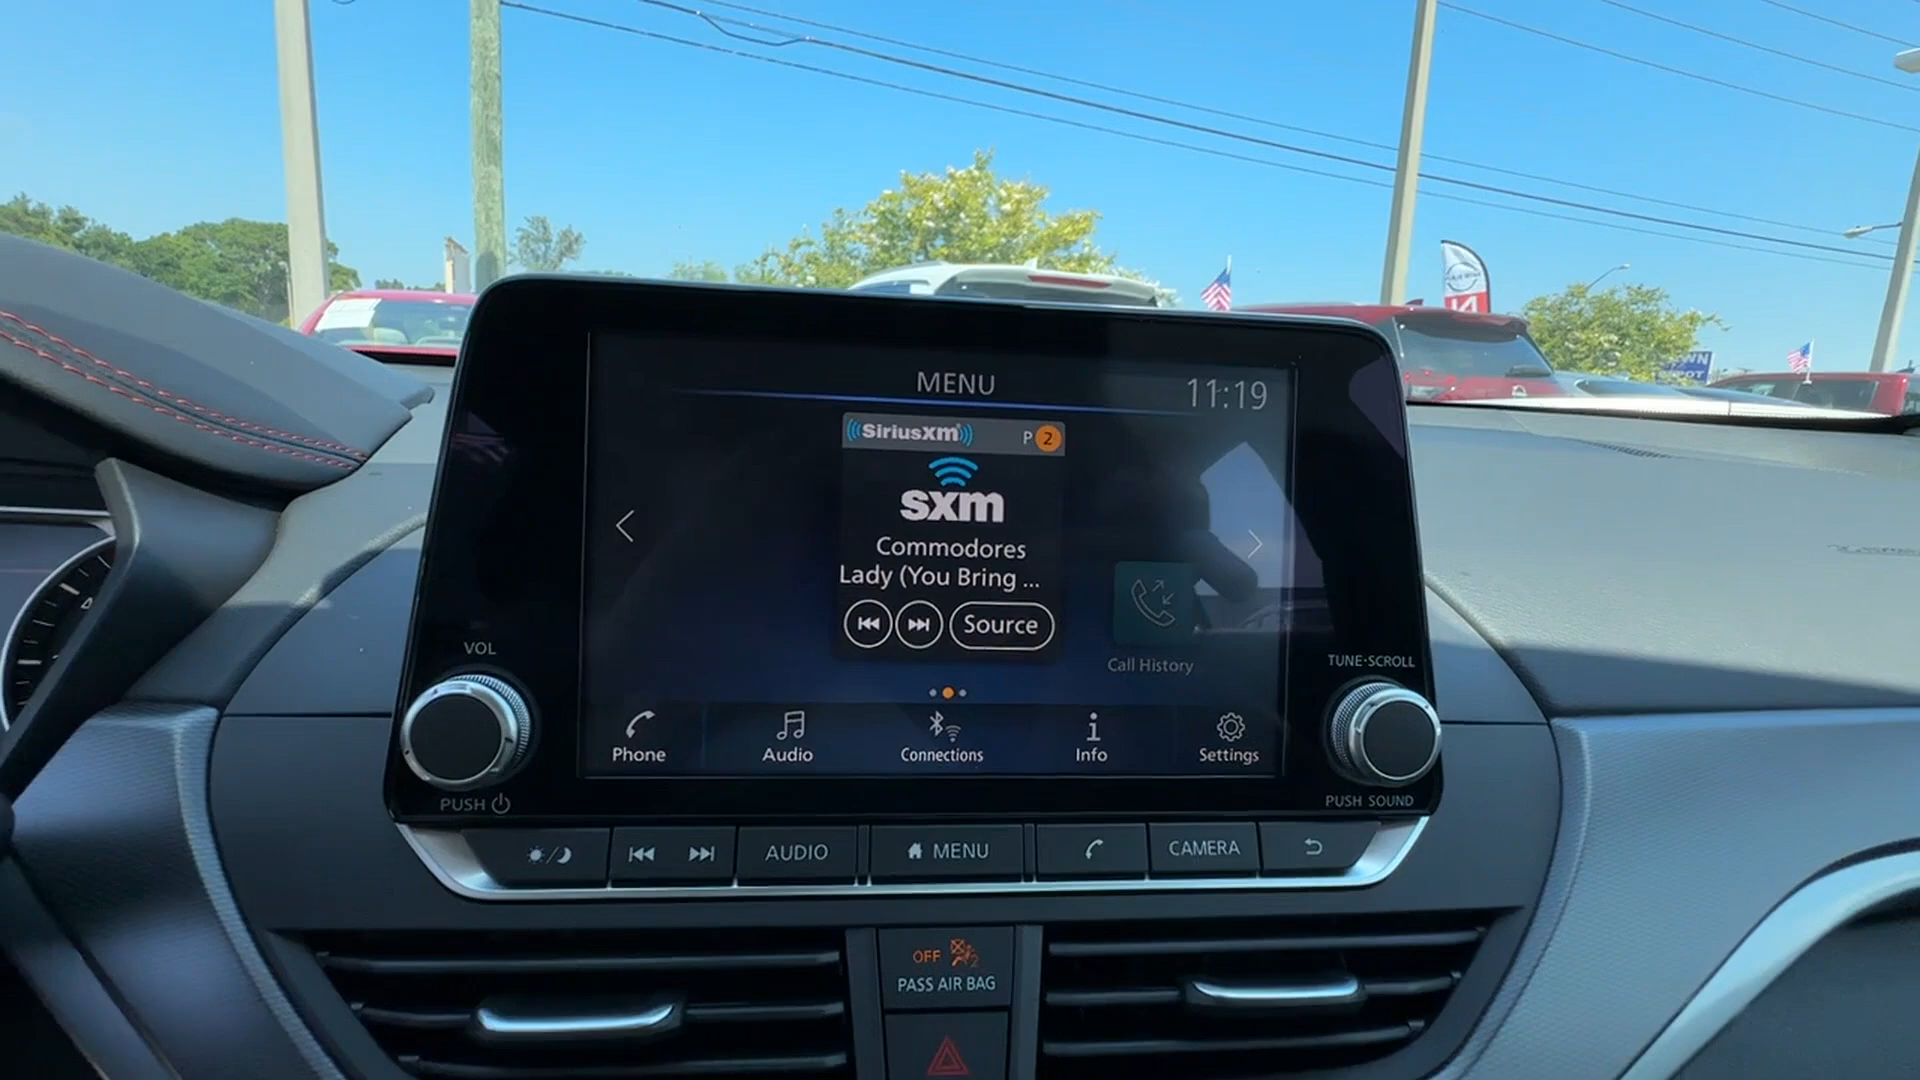 MENU
11:19
SiriusXM
P 2
sxm
Commodores
Lady (You Bring ...
Source
Call History
Phone
Audio
Connections
Info
Settings
VOL
PUSH
TUNE·SCROLL
PUSH SOUND
AUDIO
MENU
CAMERA
OFF
2
PASS AIR BAG